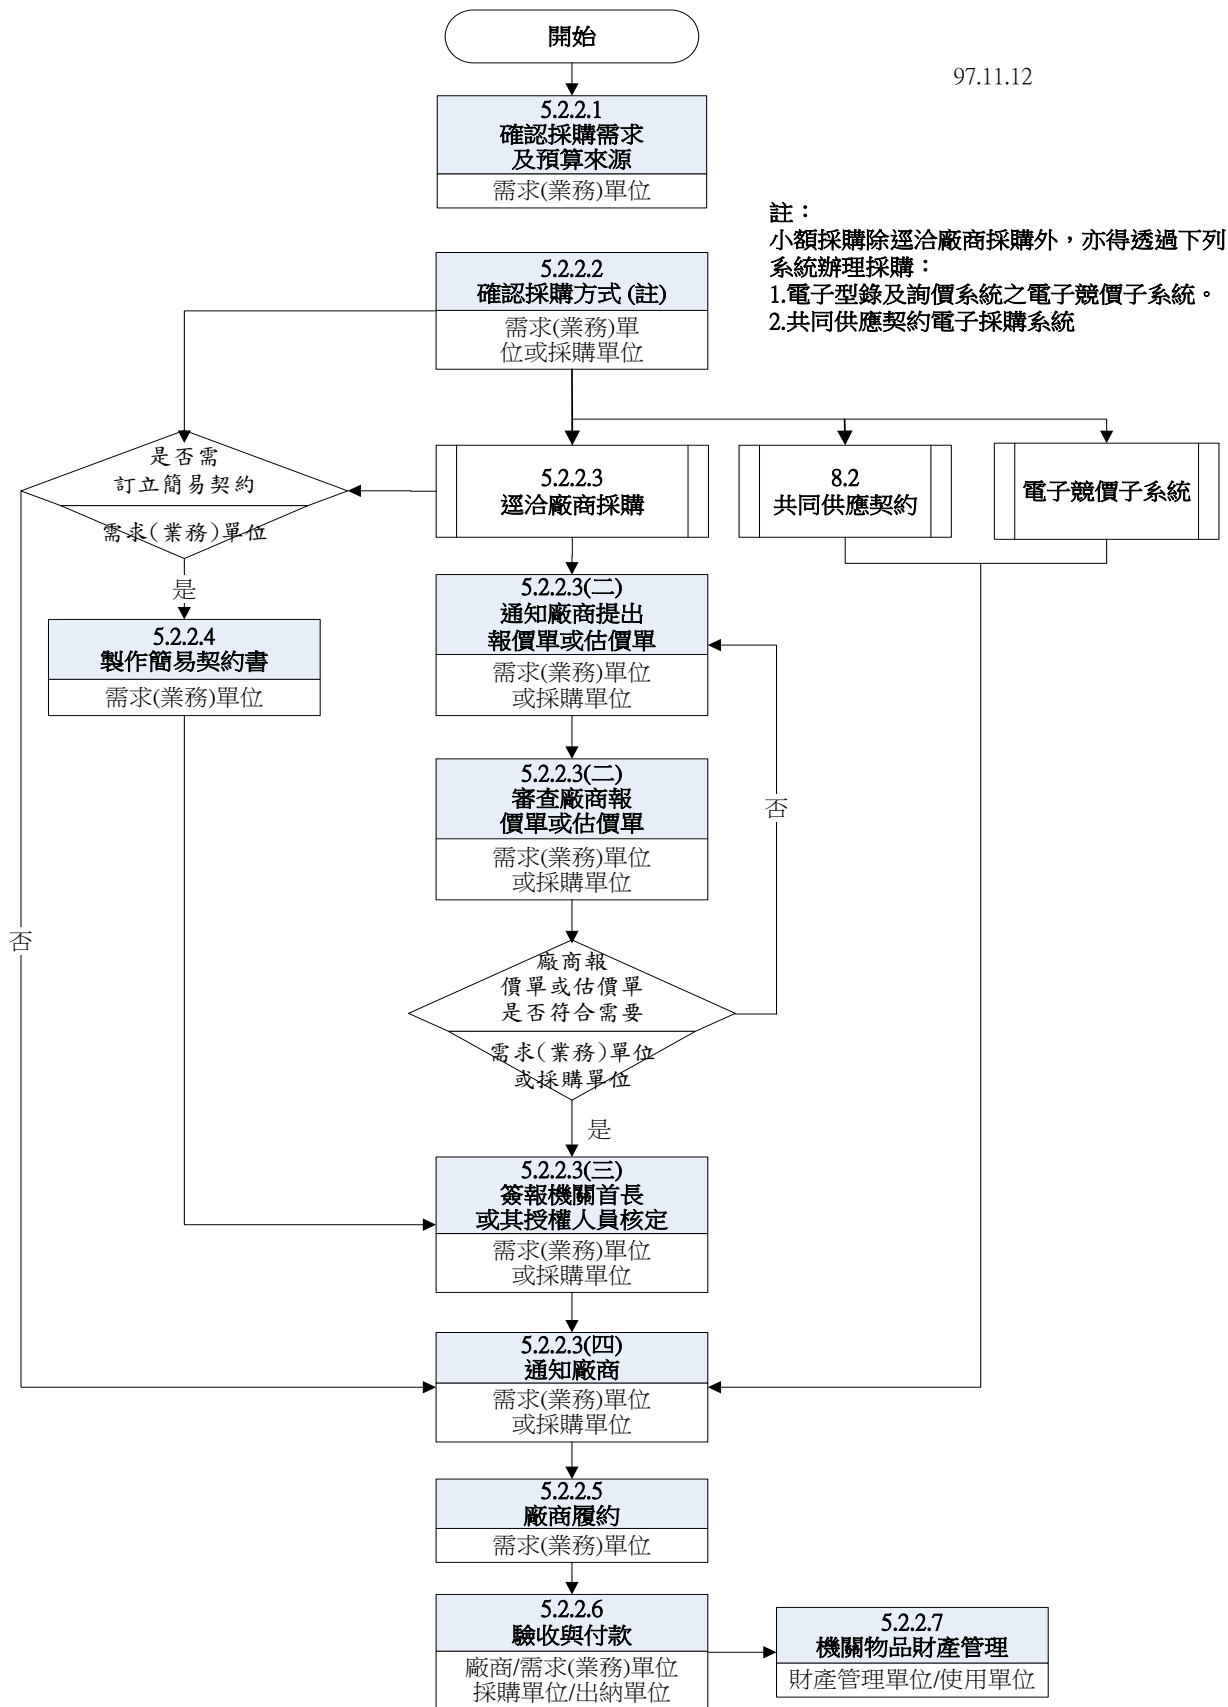 開始
97.11.12
5.2.2.1
確認採購需求
及預算來源
需求(業務)單位
註：
小額採購除逕洽廠商採購外，亦得透過下列
系統辦理採購：
1.電子型錄及詢價系統之電子競價子系統。
2.共同供應契約電子採購系統
5.2.2.2
確認採購方式 (註)
需求(業務)單
位或採購單位
是否需
訂立簡易契約
需求(業務)單位
5.2.2.3
逕洽廠商採購
8.2
共同供應契約
電子競價子系統
是
5.2.2.4
製作簡易契約書
需求(業務)單位
5.2.2.3(二)
通知廠商提出
報價單或估價單
需求(業務)單位
或採購單位
5.2.2.3(二)
審查廠商報
價單或估價單
需求(業務)單位
或採購單位
否
否
廠商報
價單或估價單
是否符合需要
需求(業務)單位
或採購單位
是
5.2.2.3(三)
簽報機關首長
或其授權人員核定
需求(業務)單位
或採購單位
5.2.2.3(四)
通知廠商
需求(業務)單位
或採購單位
5.2.2.5
廠商履約
需求(業務)單位
5.2.2.6
驗收與付款
廠商/需求(業務)單位
採購單位/出納單位
5.2.2.7
機關物品財產管理
財產管理單位/使用單位